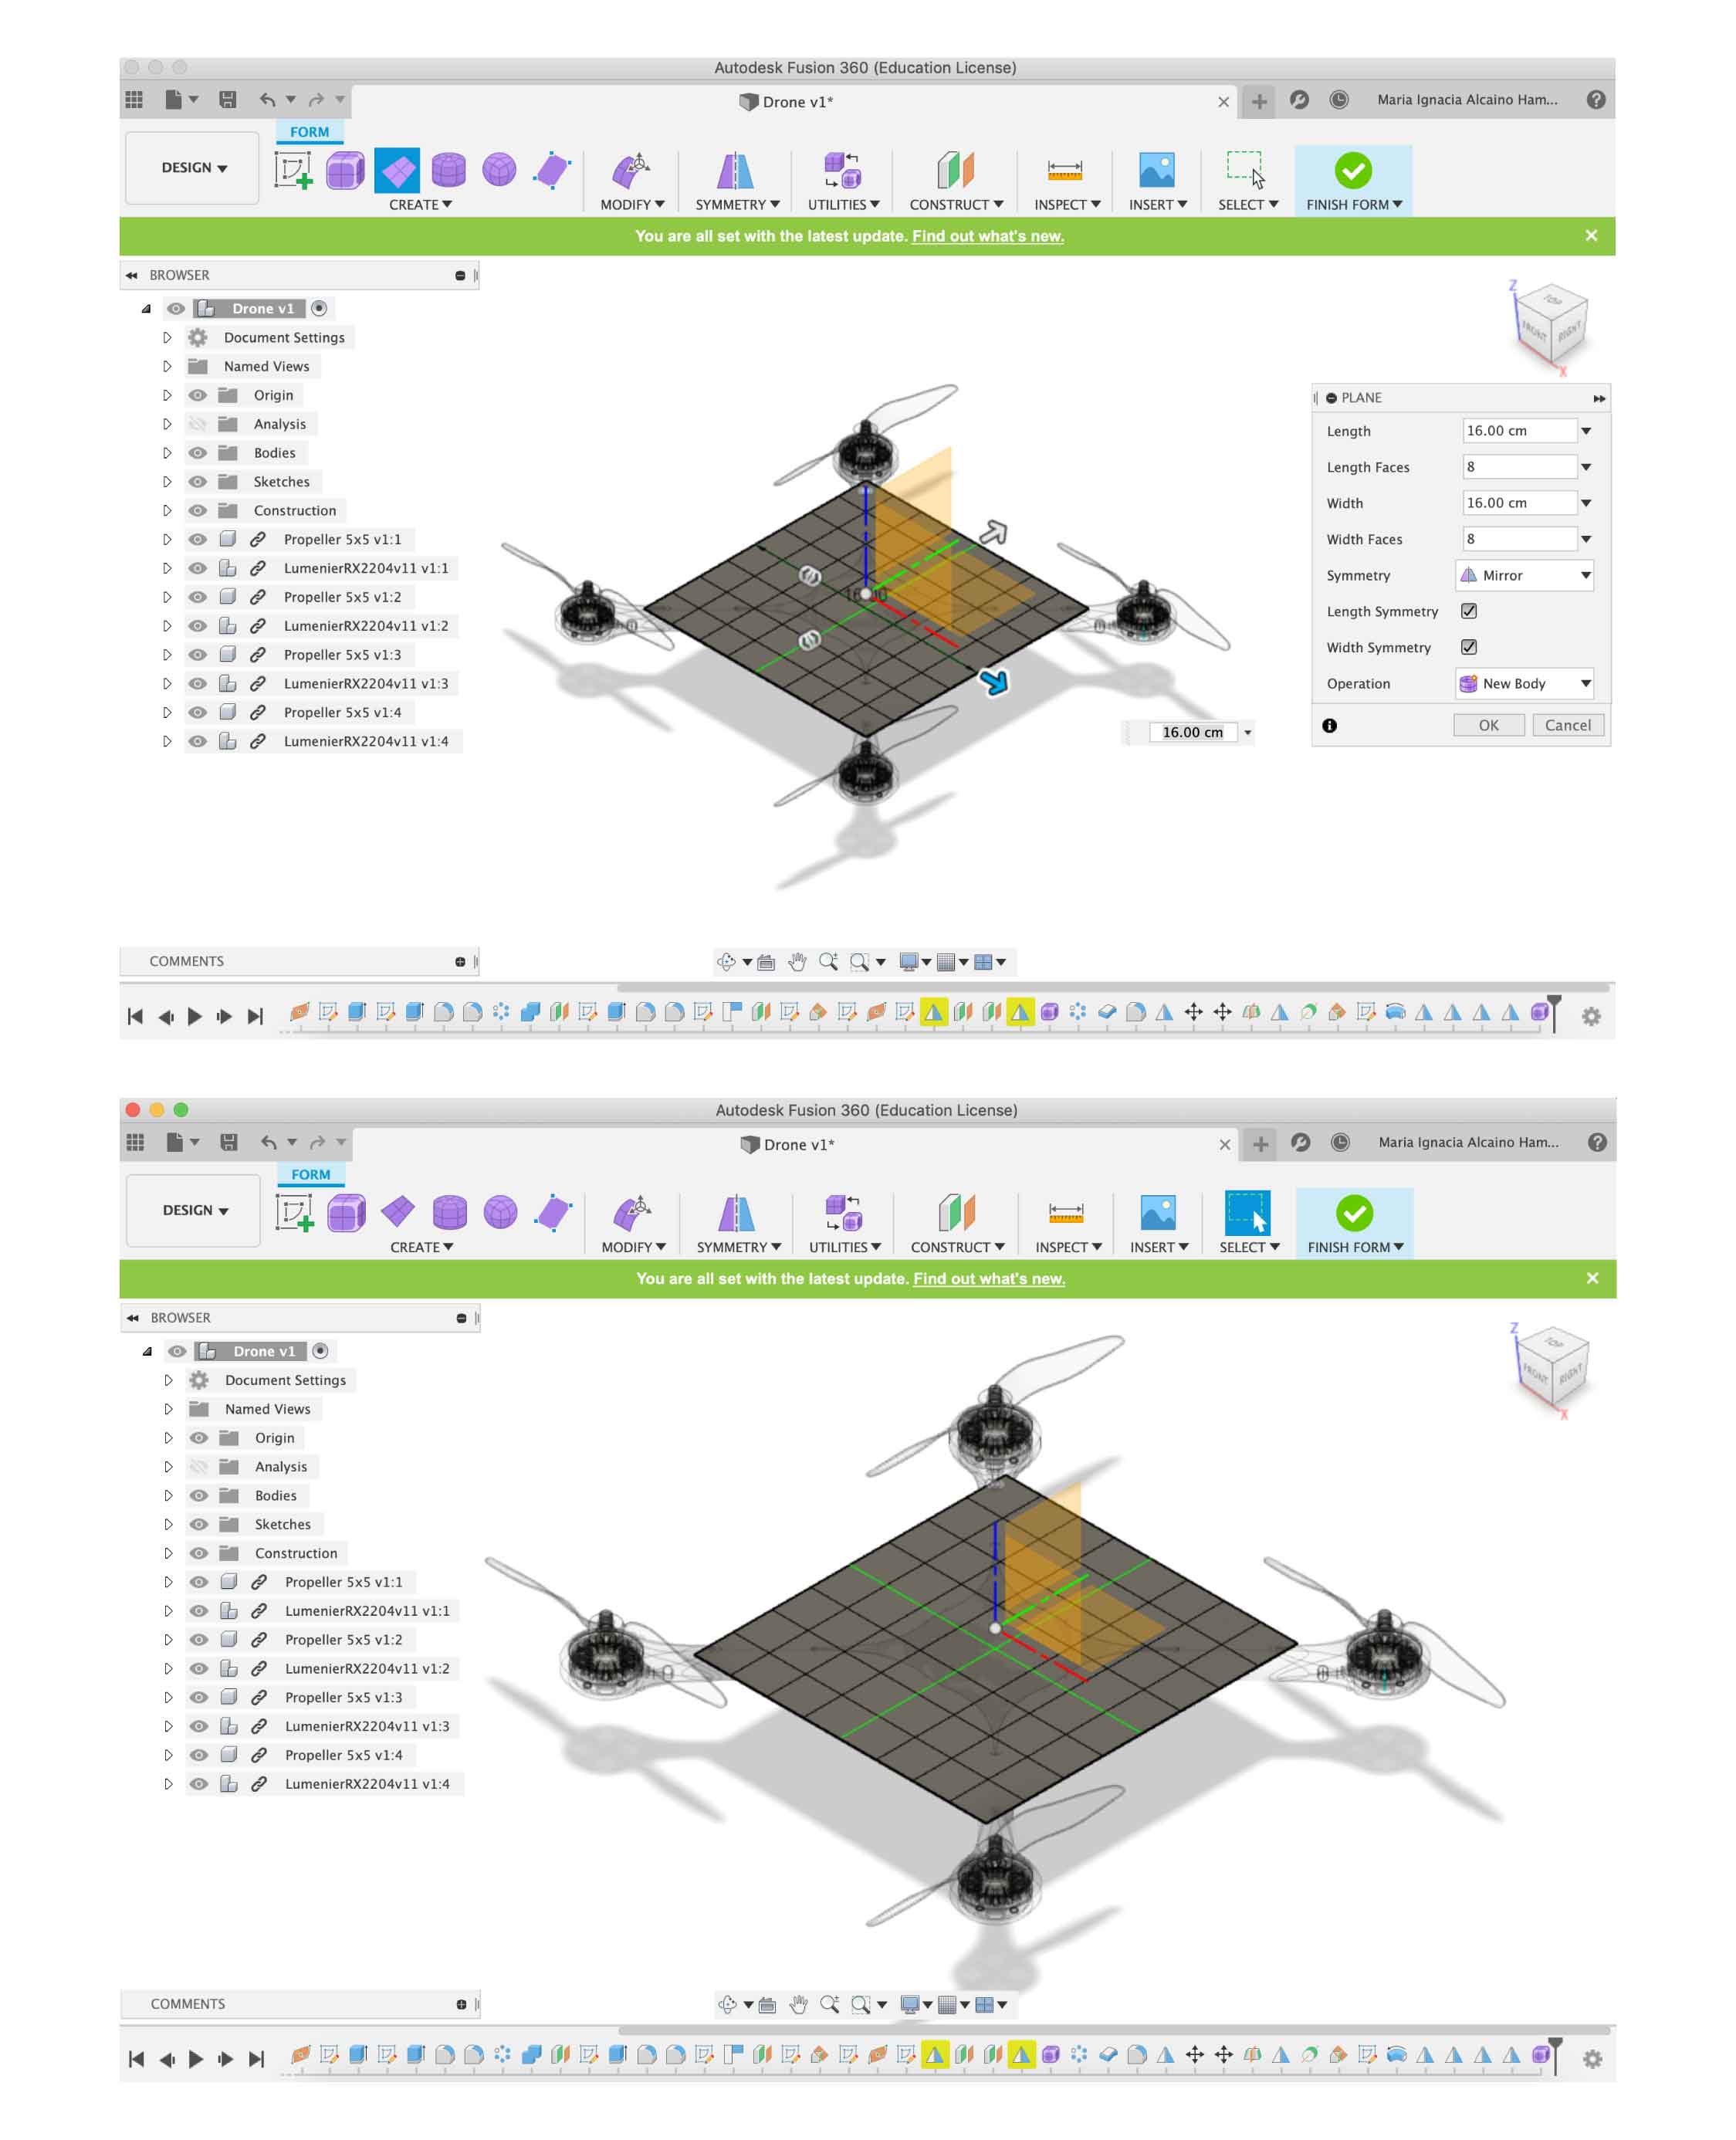 Autodesk Fusion 360 (Education License)
Drone v1*
Maria Ignacia Alcaino Ham...
FORM
DESIGN
CREATE
MODIFY
SYMMETRY
UTILITIES
CONSTRUCT
INSPECT
INSERT
SELECT
FINISH FORM
You are all set with the latest update. Find out what's new.
BROWSER
Drone v1
Document Settings
Named Views
Origin
Analysis
Bodies
Sketches
Construction
Propeller 5x5 v1:1
LumenierRX2204v11 v1:1
Propeller 5x5 v1:2
LumenierRX2204v11 v1:2
Propeller 5x5 v1:3
LumenierRX2204v11 v1:3
Propeller 5x5 v1:4
LumenierRX2204v11 v1:4
Z
TOP
FRONT
RIGHT
X
PLANE
Length 16.00 cm
Length Faces 8
Width 16.00 cm
Width Faces 8
Symmetry Mirror
Length Symmetry
Width Symmetry
Operation New Body
OK Cancel
16.00 cm
COMMENTS
Autodesk Fusion 360 (Education License)
Drone v1*
Maria Ignacia Alcaino Ham...
FORM
DESIGN
CREATE
MODIFY
SYMMETRY
UTILITIES
CONSTRUCT
INSPECT
INSERT
SELECT
FINISH FORM
You are all set with the latest update. Find out what's new.
BROWSER
Drone v1
Document Settings
Named Views
Origin
Analysis
Bodies
Sketches
Construction
Propeller 5x5 v1:1
LumenierRX2204v11 v1:1
Propeller 5x5 v1:2
LumenierRX2204v11 v1:2
Propeller 5x5 v1:3
LumenierRX2204v11 v1:3
Propeller 5x5 v1:4
LumenierRX2204v11 v1:4
Z
TOP
FRONT
RIGHT
X
COMMENTS